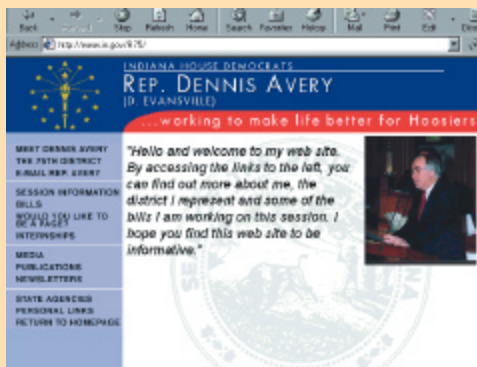 Back
Stop
Refresh
Home
Search
Favorites
History
Mail
Print
Edit
Address
http://www.in.gov/R75/
INDIANA HOUSE DEMOCRATS
REP. DENNIS AVERY
(D. EVANSVILLE)
...working to make life better for Hoosiers
MEET DENNIS AVERY
THE 75TH DISTRICT
E-MAIL REP. AVERY
SESSION INFORMATION
BILLS
WOULD YOU LIKE TO
BE A PAGE?
INTERNSHIPS
MEDIA
PUBLICATIONS
NEWSLETTERS
STATE AGENCIES
PERSONAL LINKS
RETURN TO HOMEPAGE
"Hello and welcome to my web site.
By accessing the links to the left, you
can find out more about me, the
district I represent and some of the
bills I am working on this session. I
hope you find this web site to be
informative."